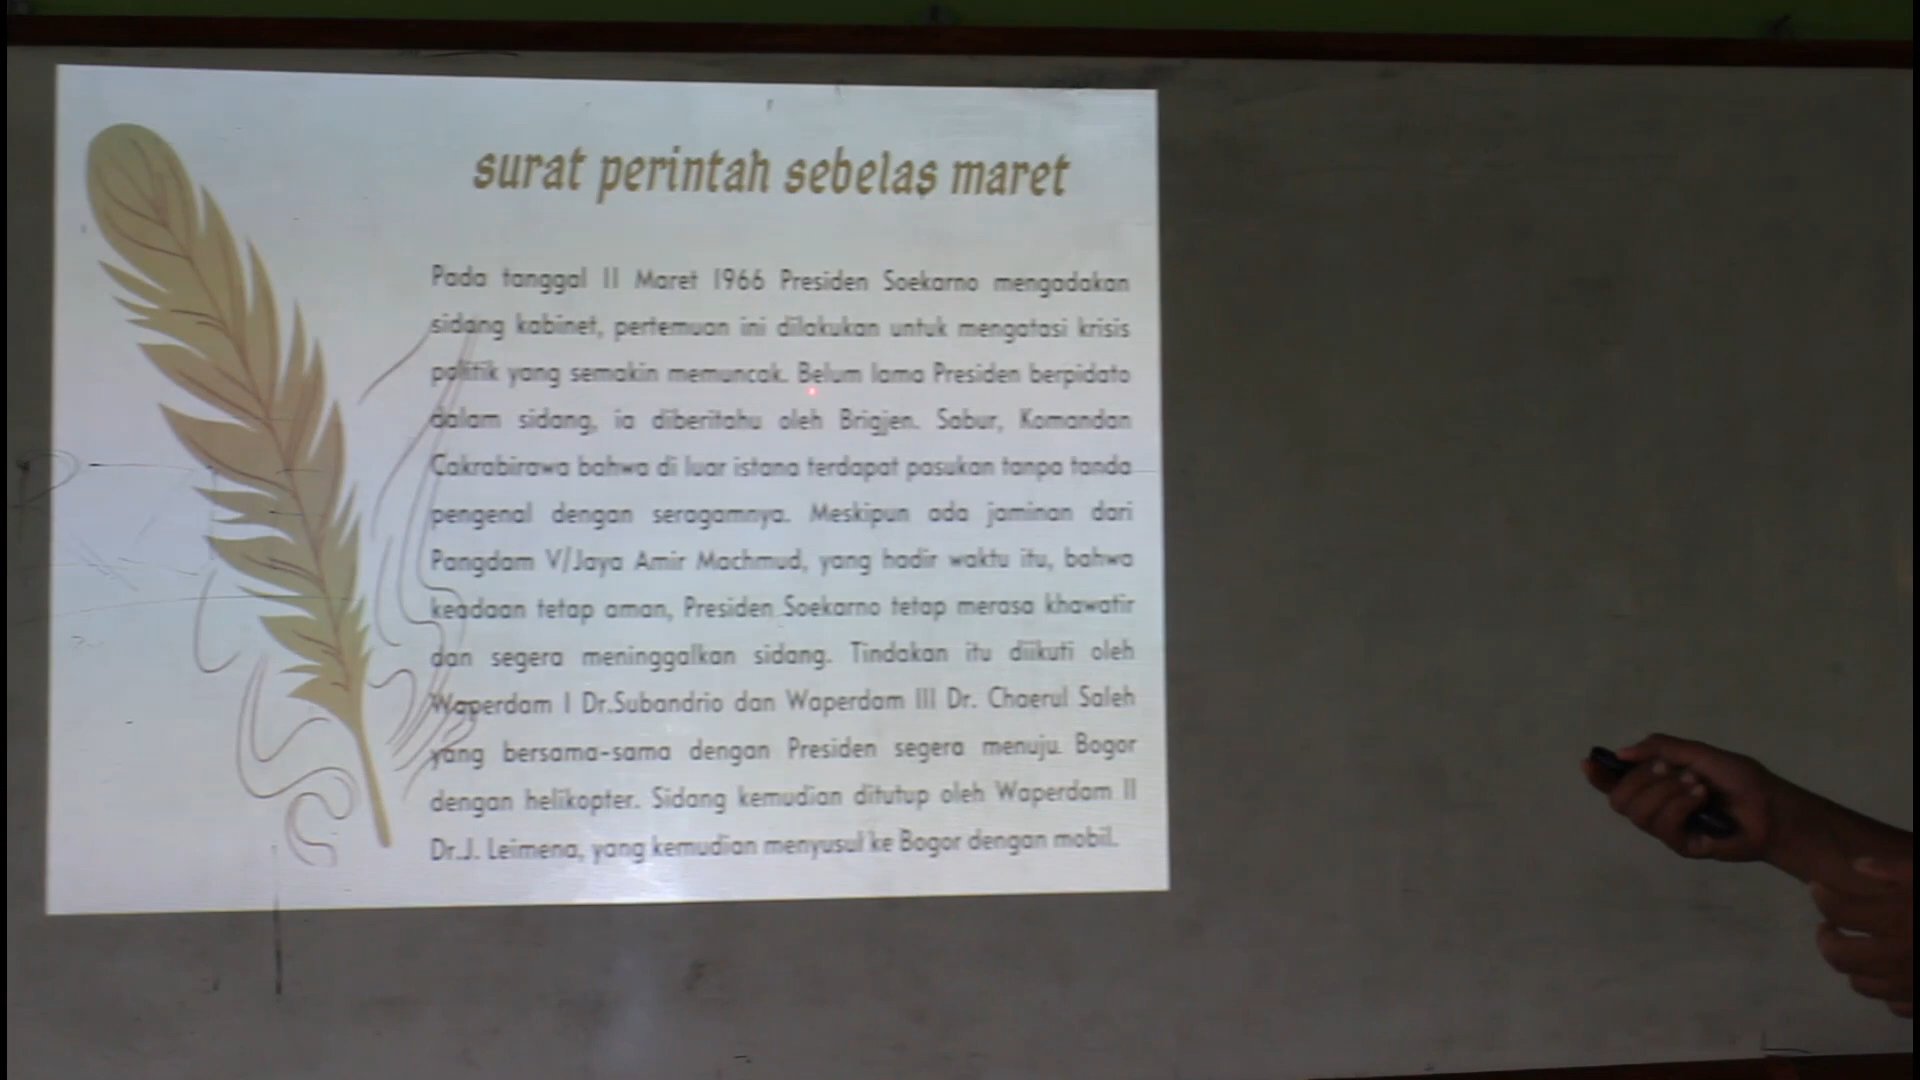 surat perintah sebelas maret
Pada tanggal 11 Maret 1966 Presiden Soekarno mengadakan
sidang kabinet, pertemuan ini dilakukan untuk mengatasi krisis
politik yang semakin memuncak. Belum lama Presiden berpidato
dalam sidang, ia diberitahu oleh Brigjen. Sabur, Komandan
Cakrabirawa bahwa di luar istana terdapat pasukan tanpa tanda
pengenal dengan seragamnya. Meskipun ada jaminan dari
Pangdam V/Jaya Amir Machmud, yang hadir waktu itu, bahwa
keadaan tetap aman, Presiden Soekarno tetap merasa khawatir
dan segera meninggalkan sidang. Tindakan itu diikuti oleh
Waperdam I Dr.Subandrio dan Waperdam III Dr. Chaerul Saleh
yang bersama-sama dengan Presiden segera menuju Bogor
dengan helikopter. Sidang kemudian ditutup oleh Waperdam II
Dr.J. Leimena, yang kemudian menyusul ke Bogor dengan mobil.